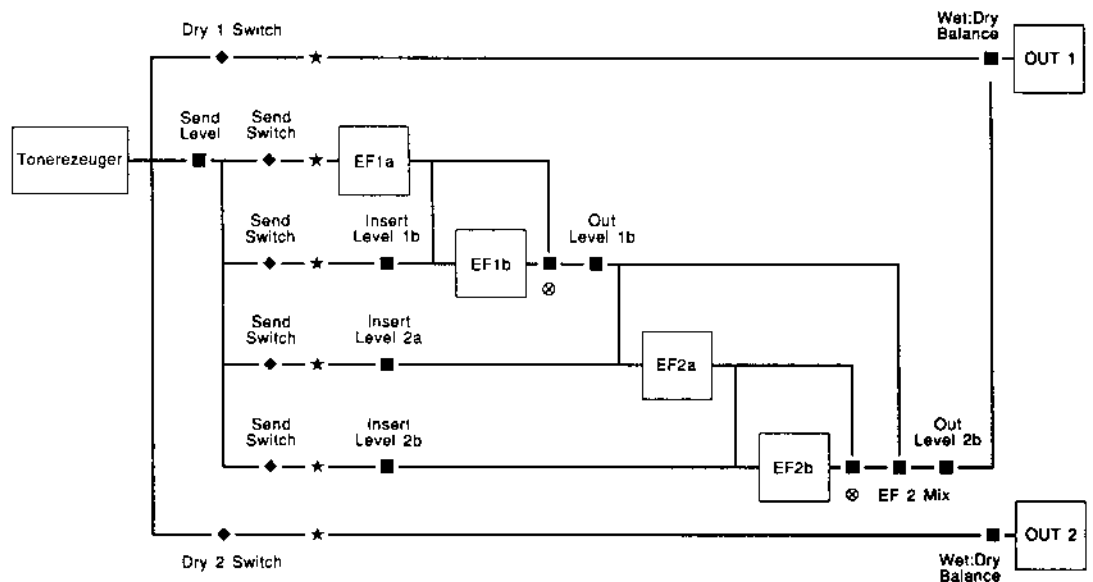 Dry 1 Switch
Wet:Dry
Balance
OUT 1
Send
Level
Send
Switch
Tonerezeuger
EF1a
Send
Switch
Insert
Level 1b
EF1b
Out
Level 1b
Send
Switch
Insert
Level 2a
EF2a
Send
Switch
Insert
Level 2b
EF2b
EF 2 Mix
Out
Level 2b
Dry 2 Switch
Wet:Dry
Balance
OUT 2